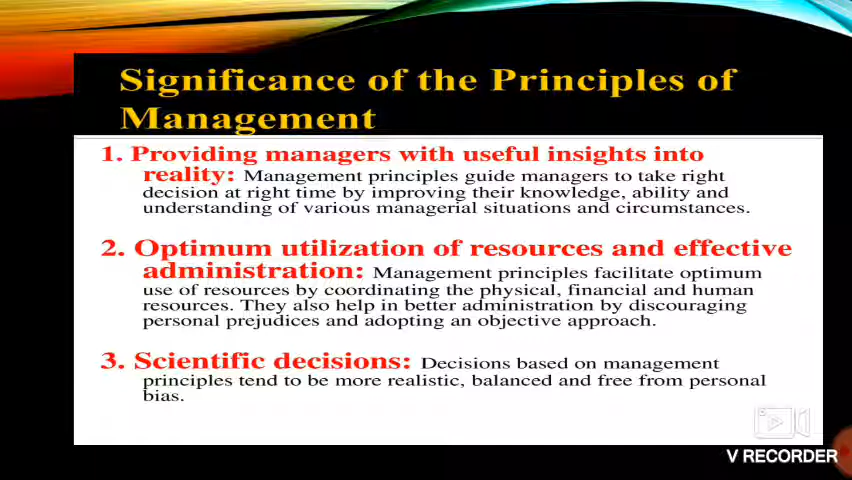 Significance of the Principles of
Management
1. Providing managers with useful insights into
reality: Management principles guide managers to take right
decision at right time by improving their knowledge, ability and
understanding of various managerial situations and circumstances.
2. Optimum utilization of resources and effective
administration: Management principles facilitate optimum
use of resources by coordinating the physical, financial and human
resources. They also help in better administration by discouraging
personal prejudices and adopting an objective approach.
3. Scientific decisions: Decisions based on management
principles tend to be more realistic, balanced and free from personal
bias.
V RECORDER